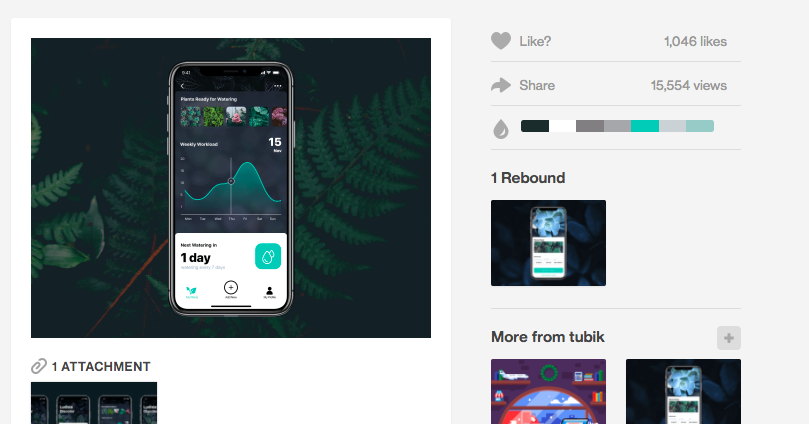 9:41
Plants Ready for Watering
Weekly Workload
15
Nov
Mon Tue Wed Thu Fri Sat Sun
Next Watering in
1 day
watering every 7 days
Add New
My Profile
1 ATTACHMENT
Like?
1,046 likes
Share
15,554 views
1 Rebound
More from tubik